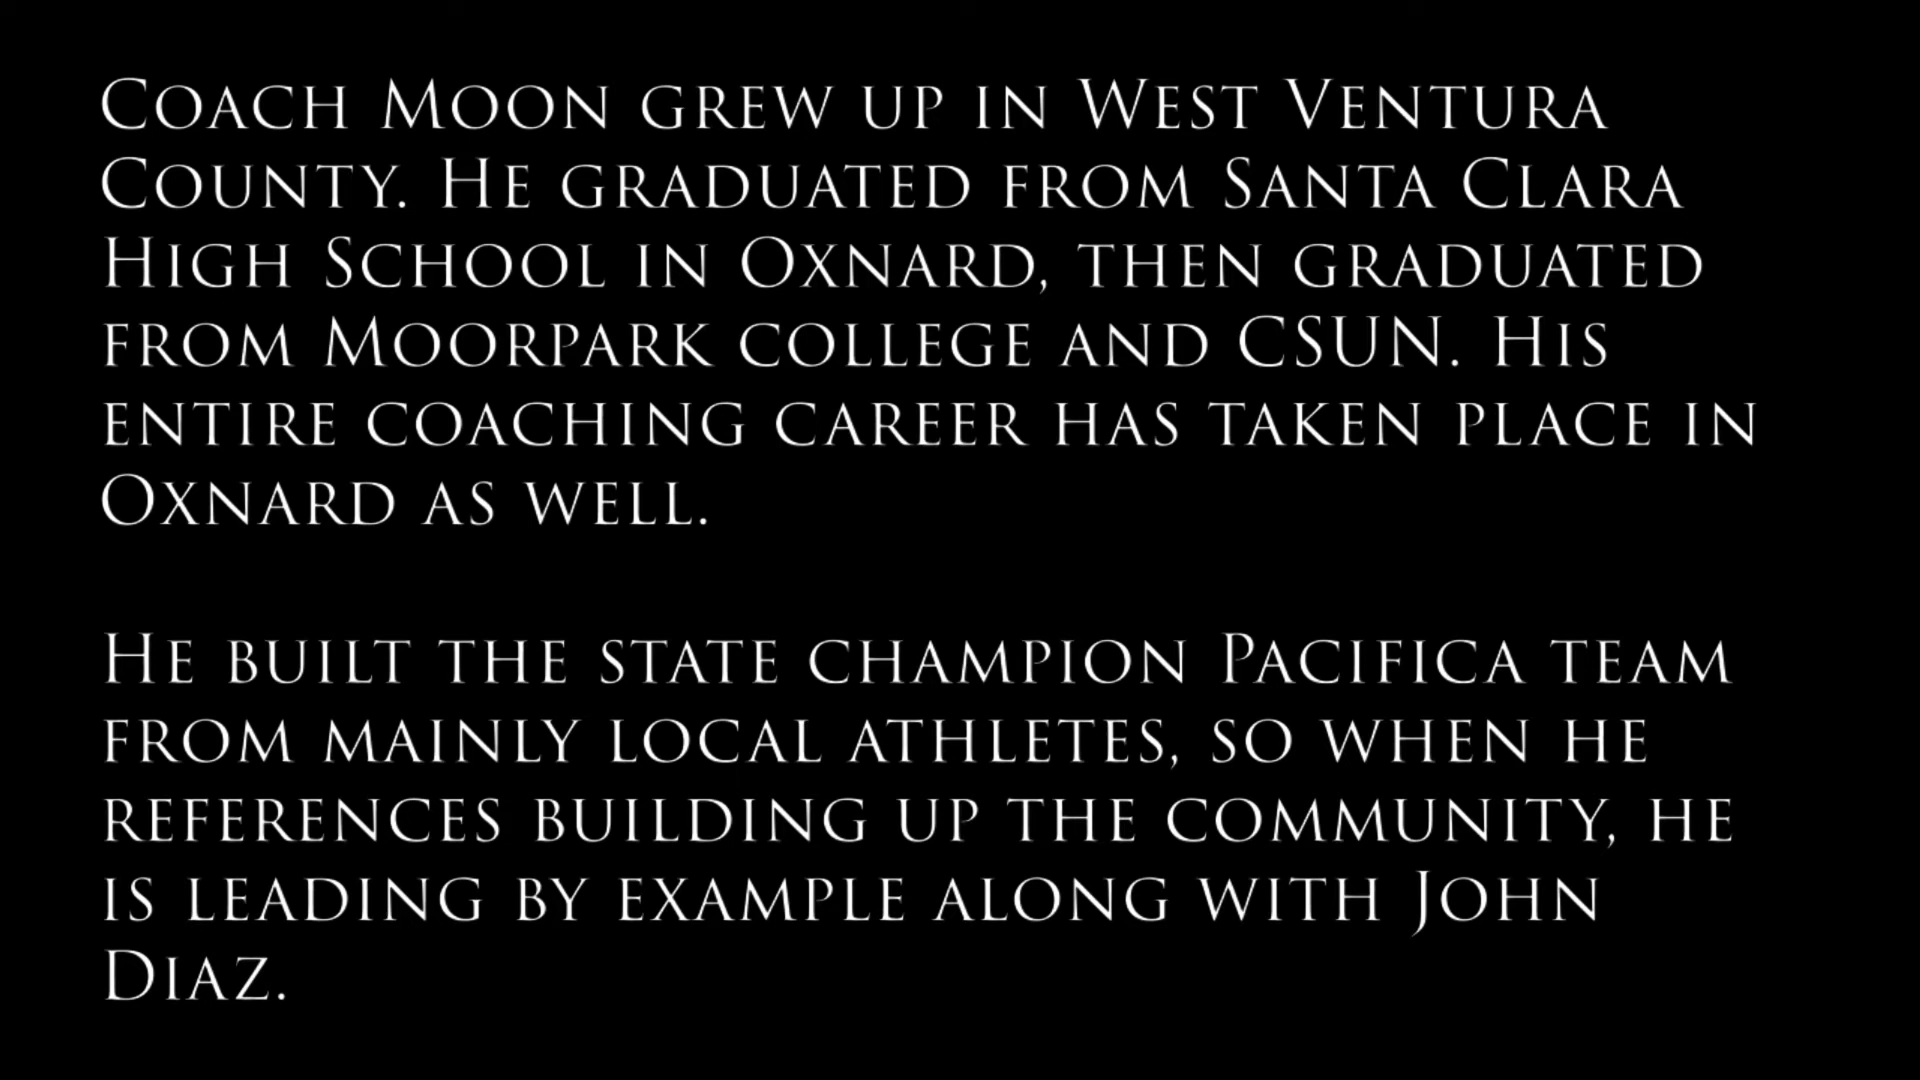 Coach Moon grew up in West Ventura
County. He graduated from Santa Clara
High School in Oxnard, then graduated
from Moorpark college and CSUN. His
entire coaching career has taken place in
Oxnard as well.
He built the state champion Pacifica team
from mainly local athletes, so when he
references building up the community, he
is leading by example along with John
Diaz.